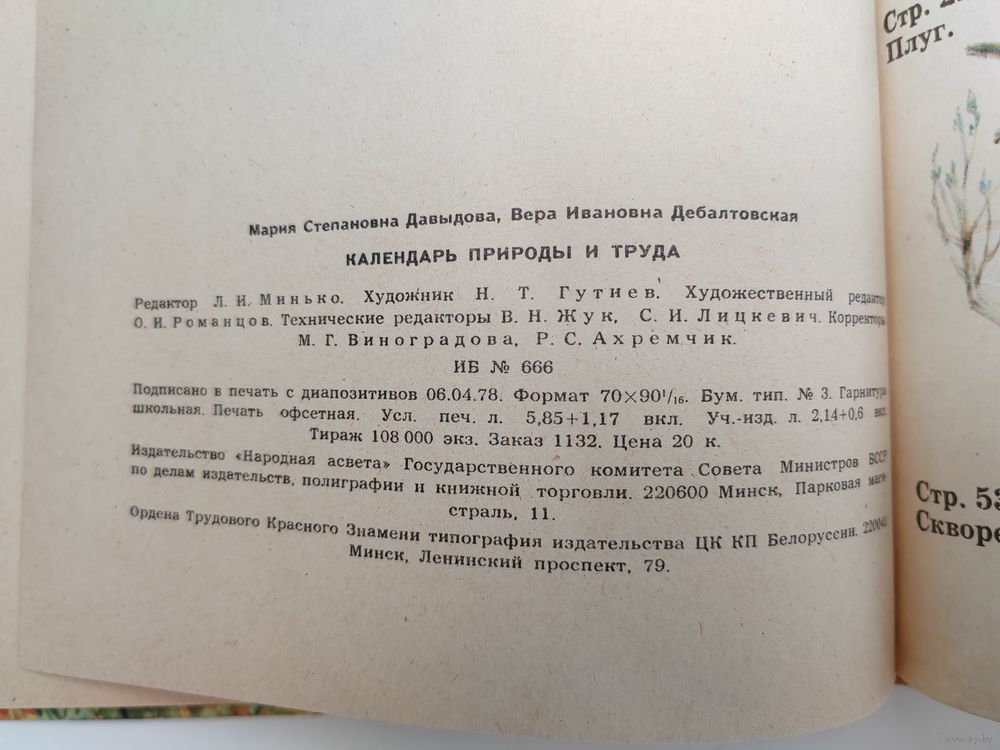 Мария Степановна Давыдова, Вера Ивановна Дебалтовская
КАЛЕНДАРЬ ПРИРОДЫ И ТРУДА
Редактор Л. И. Минько. Художник Н. Т. Гутиев. Художественный редактор
О. И. Романцов. Технические редакторы В. Н. Жук, С. И. Лицкевич. Корректоры
М. Г. Виноградова, Р. С. Ахремчик.
ИБ № 666
Подписано в печать с диапозитивов 06.04.78. Формат 70×90¹/₁₆. Бум. тип. № 3. Гарнитура
школьная. Печать офсетная. Усл. печ. л. 5,85+1,17 вкл. Уч.-изд. л. 2,14+0,6 вкл.
Тираж 108 000 экз. Заказ 1132. Цена 20 к.
Издательство «Народная асвета» Государственного комитета Совета Министров БССР
по делам издательств, полиграфии и книжной торговли. 220600 Минск, Парковая маги-
страль, 11.
Ордена Трудового Красного Знамени типография издательства ЦК КП Белоруссии. 220041
Минск, Ленинский проспект, 79.
Стр.
Плуг.
Стр. 53
Скворе
www.ay.by